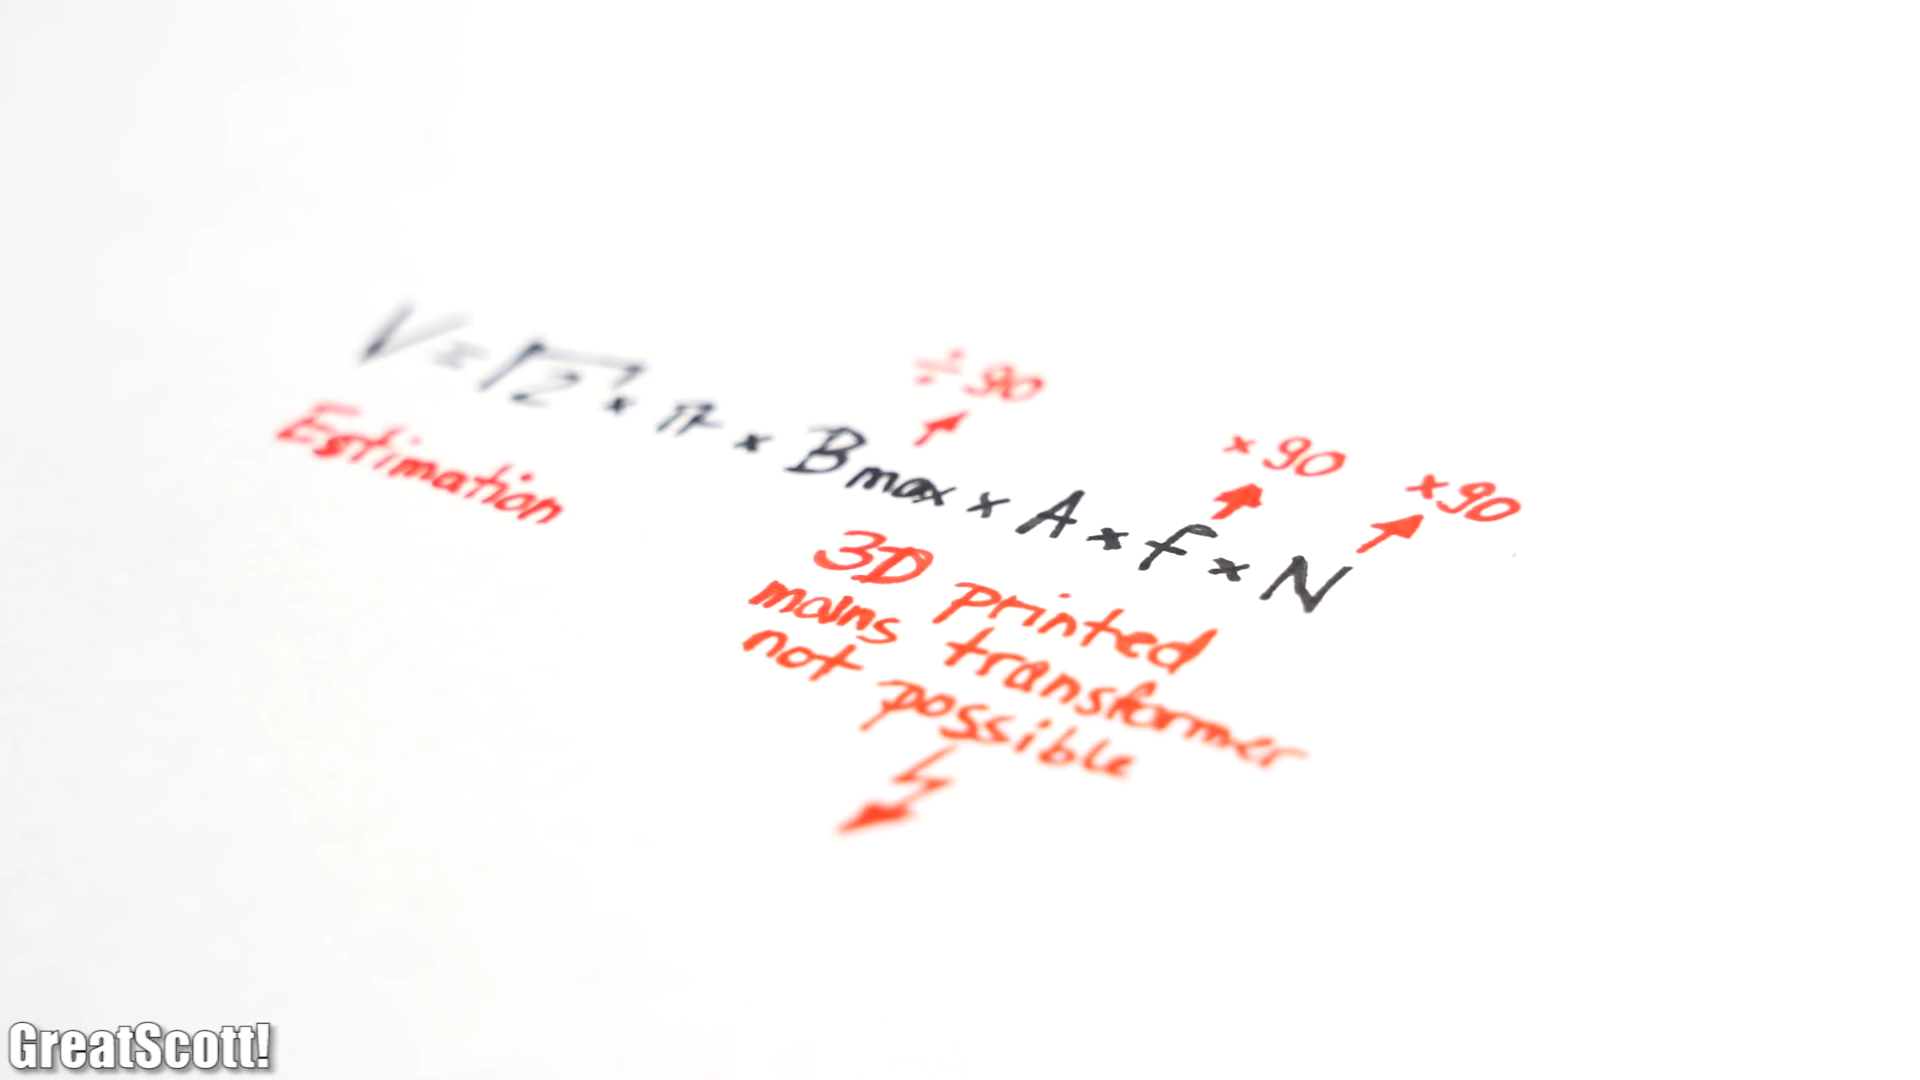 ÷90
×90
×90
V=√2×π×Bmax×A×f×N
Estimation
3D printed
mains transformer
not possible
GreatScott!